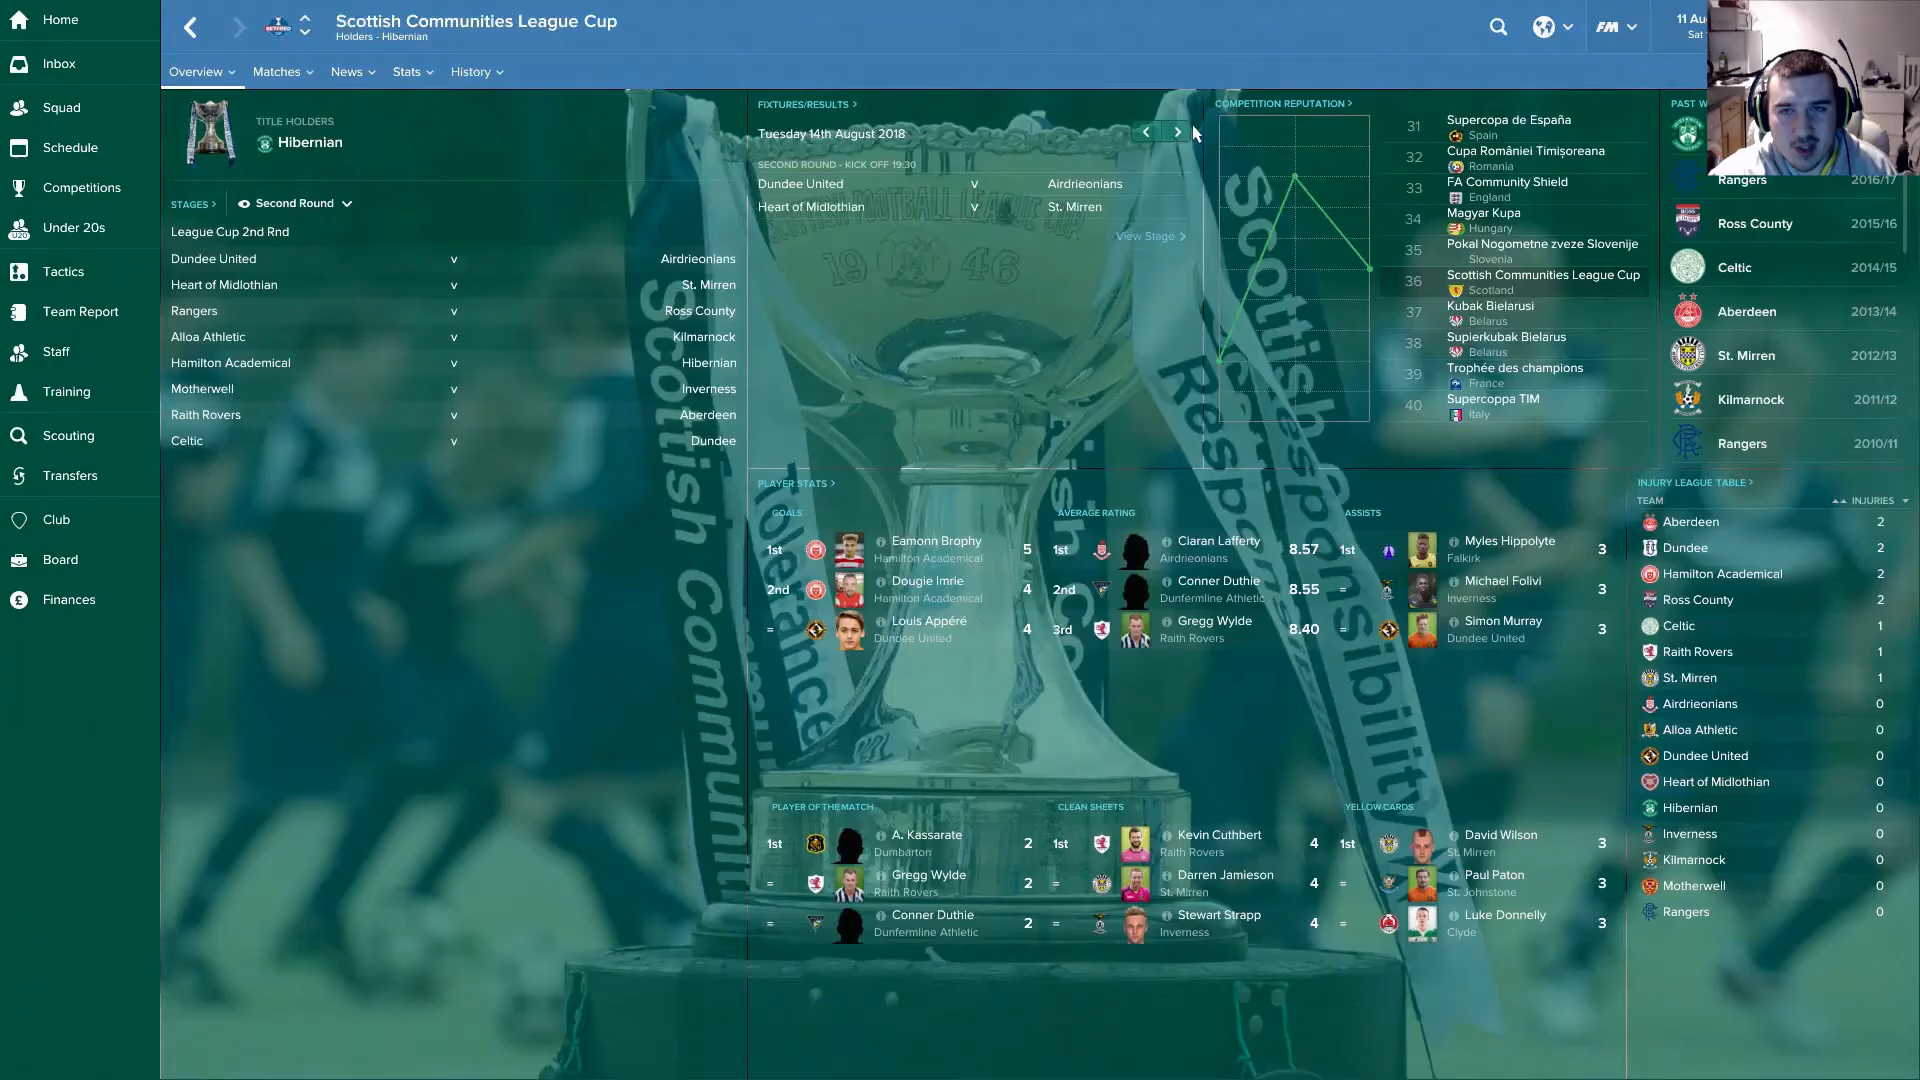 Home
Inbox
Squad
Schedule
Competitions
Under 20s
Tactics
Team Report
Staff
Training
Scouting
Transfers
Club
Board
Finances
Scottish Communities League Cup
Holders - Hibernian
FM
11 Au
Sat
Overview
Matches
News
Stats
History
TITLE HOLDERS
Hibernian
STAGES >
Second Round
League Cup 2nd Rnd
Dundee United v Airdrieonians
Heart of Midlothian v St. Mirren
Rangers v Ross County
Alloa Athletic v Kilmarnock
Hamilton Academical v Hibernian
Motherwell v Inverness
Raith Rovers v Aberdeen
Celtic v Dundee
FIXTURES/RESULTS >
Tuesday 14th August 2018
SECOND ROUND - KICK OFF 19:30
Dundee United v Airdrieonians
Heart of Midlothian v St. Mirren
View Stage >
COMPETITION REPUTATION >
31 Supercopa de España
Spain
32 Cupa României Timișoreana
Romania
33 FA Community Shield
England
34 Magyar Kupa
Hungary
35 Pokal Nogometne zveze Slovenije
Slovenia
36 Scottish Communities League Cup
Scotland
37 Kubak Bielarusi
Belarus
38 Supierkubak Bielarus
Belarus
39 Trophée des champions
France
40 Supercoppa TIM
Italy
PAST W
Rangers 2016/17
Ross County 2015/16
Celtic 2014/15
Aberdeen 2013/14
St. Mirren 2012/13
Kilmarnock 2011/12
Rangers 2010/11
PLAYER STATS >
GOALS
1st Eamonn Brophy 5
Hamilton Academical
2nd Dougie Imrie 4
Hamilton Academical
= Louis Appéré 4
Dundee United
AVERAGE RATING
1st Ciaran Lafferty 8.57
Airdrieonians
2nd Conner Duthie 8.55
Dunfermline Athletic
3rd Gregg Wylde 8.40
Raith Rovers
ASSISTS
1st Myles Hippolyte 3
Falkirk
= Michael Folivi 3
Inverness
= Simon Murray 3
Dundee United
PLAYER OF THE MATCH
1st A. Kassarate 2
Dumbarton
= Gregg Wylde 2
Raith Rovers
= Conner Duthie 2
Dunfermline Athletic
CLEAN SHEETS
1st Kevin Cuthbert 4
Raith Rovers
= Darren Jamieson 4
St. Mirren
= Stewart Strapp 4
Inverness
YELLOW CARDS
1st David Wilson 3
St. Mirren
= Paul Paton 3
St. Johnstone
= Luke Donnelly 3
Clyde
INJURY LEAGUE TABLE >
TEAM INJURIES
Aberdeen 2
Dundee 2
Hamilton Academical 2
Ross County 2
Celtic 1
Raith Rovers 1
St. Mirren 1
Airdrieonians 0
Alloa Athletic 0
Dundee United 0
Heart of Midlothian 0
Hibernian 0
Inverness 0
Kilmarnock 0
Motherwell 0
Rangers 0
1946
Scottish Communit
Tolerance
Scottish
Responsibility